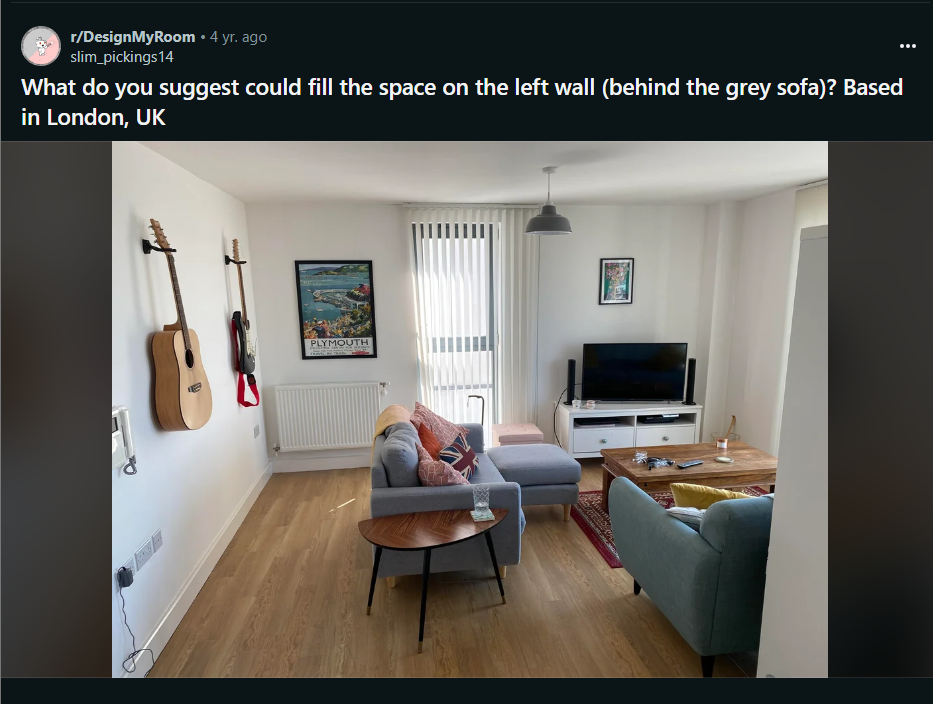 r/DesignMyRoom • 4 yr. ago
slim_pickings14
What do you suggest could fill the space on the left wall (behind the grey sofa)? Based
in London, UK
PLYMOUTH